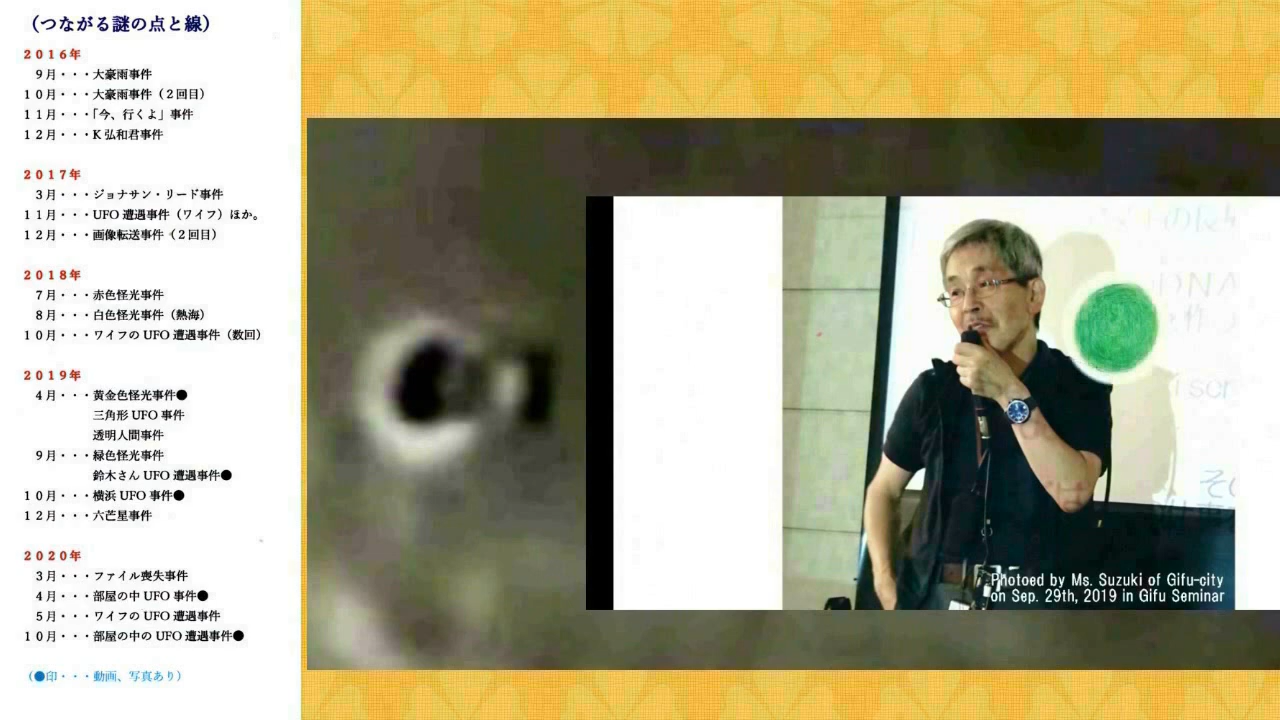 （つながる謎の点と線）
２０１６年
９月・・・大豪雨事件
１０月・・・大豪雨事件（２回目）
１１月・・・「今、行くよ」事件
１２月・・・K 弘和君事件
２０１７年
３月・・・ジョナサン・リード事件
１１月・・・UFO 遭遇事件（ワイフ）ほか。
１２月・・・画像転送事件（２回目）
２０１８年
７月・・・赤色怪光事件
８月・・・白色怪光事件（熱海）
１０月・・・ワイフの UFO 遭遇事件（数回）
２０１９年
４月・・・黄金色怪光事件●
三角形 UFO 事件
透明人間事件
９月・・・緑色怪光事件
鈴木さん UFO 遭遇事件●
１０月・・・横浜 UFO 事件●
１２月・・・六芒星事件
２０２０年
３月・・・ファイル喪失事件
４月・・・部屋の中 UFO 事件●
５月・・・ワイフの UFO 遭遇事件
１０月・・・部屋の中の UFO 遭遇事件●
（●印・・・動画、写真あり）
DNA
Photoed by Ms. Suzuki of Gifu-city
on Sep. 29th, 2019 in Gifu Seminar